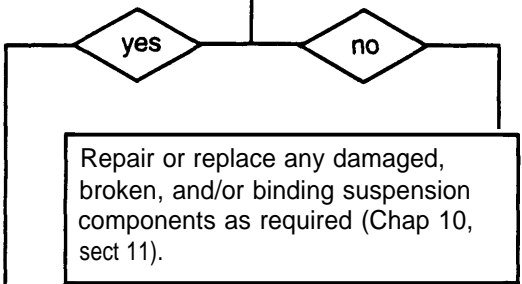 yes
no
Repair or replace any damaged,
broken, and/or binding suspension
components as required (Chap 10,
sect 11).